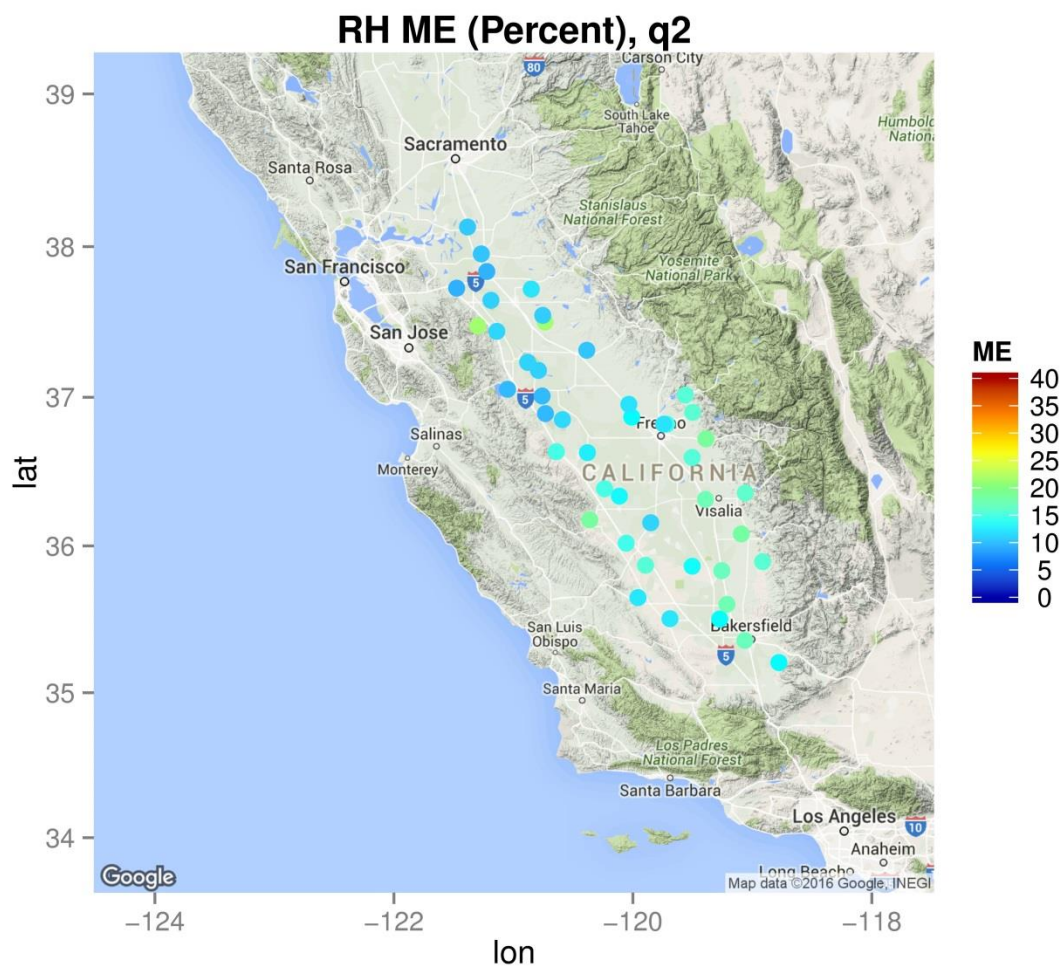 RH ME (Percent), q2
80
Carson City
South Lake
Tahoe
Humbol
Nation
Sacramento
Santa Rosa
Stanislaus
National Forest
Yosemite
National Park
San Francisco
5
San Jose
5
Salinas
Monterey
Fresno
CALIFORNIA
Visalia
San Luis
Obispo
Bakersfield
5
Santa Maria
Los Padres
National Forest
Santa Barbara
Los Angeles
10
Anaheim
Long Beach
Google
Map data ©2016 Google, INEGI
39
38
37
36
35
34
lat
−124
−122
−120
−118
lon
ME
40
35
30
25
20
15
10
5
0